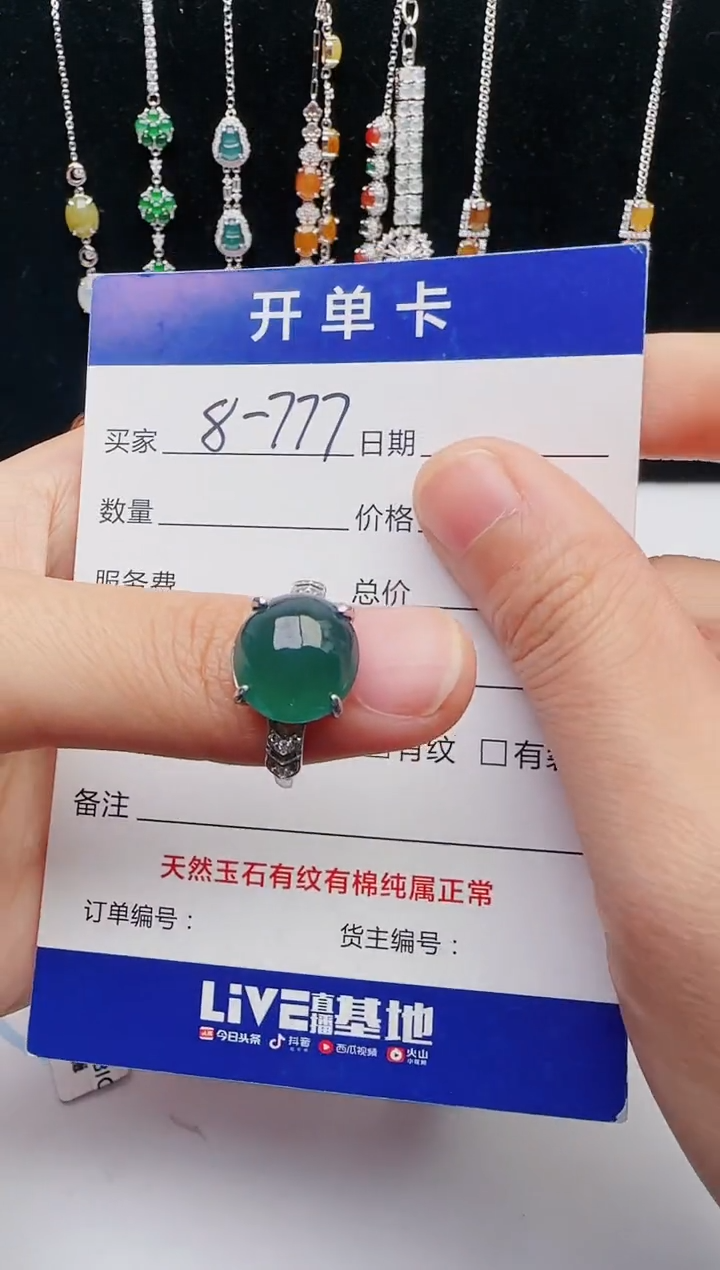 开单卡
买家 8-777 日期
数量 价格
服务费 总价
有纹 □有
备注
天然玉石有纹有棉纯属正常
订单编号：
货主编号：
LiVE直播基地
今日头条 抖音 西瓜视频 火山